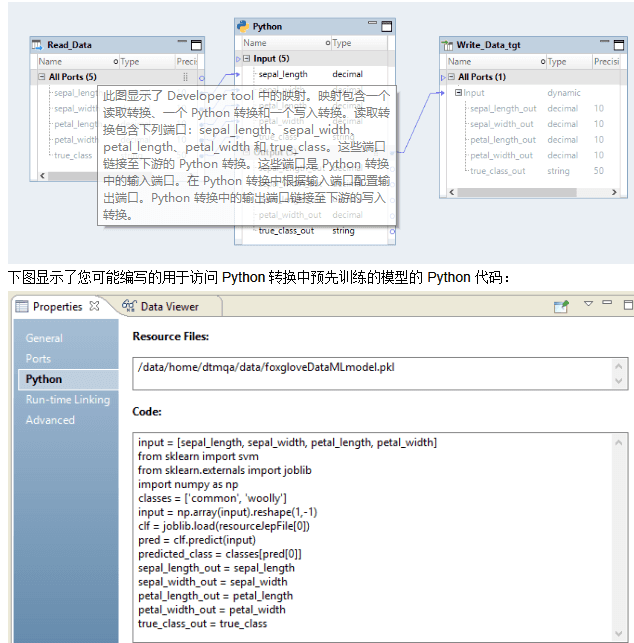 Read_Data
Name Type Precisi
All Ports (5)
sepal_lengt
sepal_width
petal_lengt
petal_width
true_class
Python
Name Type
Input (5)
sepal_length decimal
petal_width_out decimal
true_class_out string
Write_Data_tgt
Name Type Precisi
All Ports (1)
Input dynamic
sepal_length_out decimal 10
sepal_width_out decimal 10
petal_length_out decimal 10
petal_width_out decimal 10
true_class_out string 50
此图显示了 Developer tool 中的映射。映射包含一个
读取转换、一个 Python 转换和一个写入转换。读取转
换包含下列端口：sepal_length、sepal_width、
petal_length、petal_width 和 true_class。这些端口
链接至下游的 Python 转换。这些端口是 Python 转换
中的输入端口。在 Python 转换中根据输入端口配置输
出端口。Python 转换中的输出端口链接至下游的写入
转换。
下图显示了您可能编写的用于访问 Python 转换中预先训练的模型的 Python 代码：
Properties Data Viewer
General
Ports
Python
Run-time Linking
Advanced
Resource Files:
/data/home/dtmqa/data/foxgloveDataMLmodel.pkl
Code:
input = [sepal_length, sepal_width, petal_length, petal_width]
from sklearn import svm
from sklearn.externals import joblib
import numpy as np
classes = ['common', 'woolly']
input = np.array(input).reshape(1,-1)
clf = joblib.load(resourceJepFile[0])
pred = clf.predict(input)
predicted_class = classes[pred[0]]
sepal_length_out = sepal_length
sepal_width_out = sepal_width
petal_length_out = petal_length
petal_width_out = petal_width
true_class_out = true_class